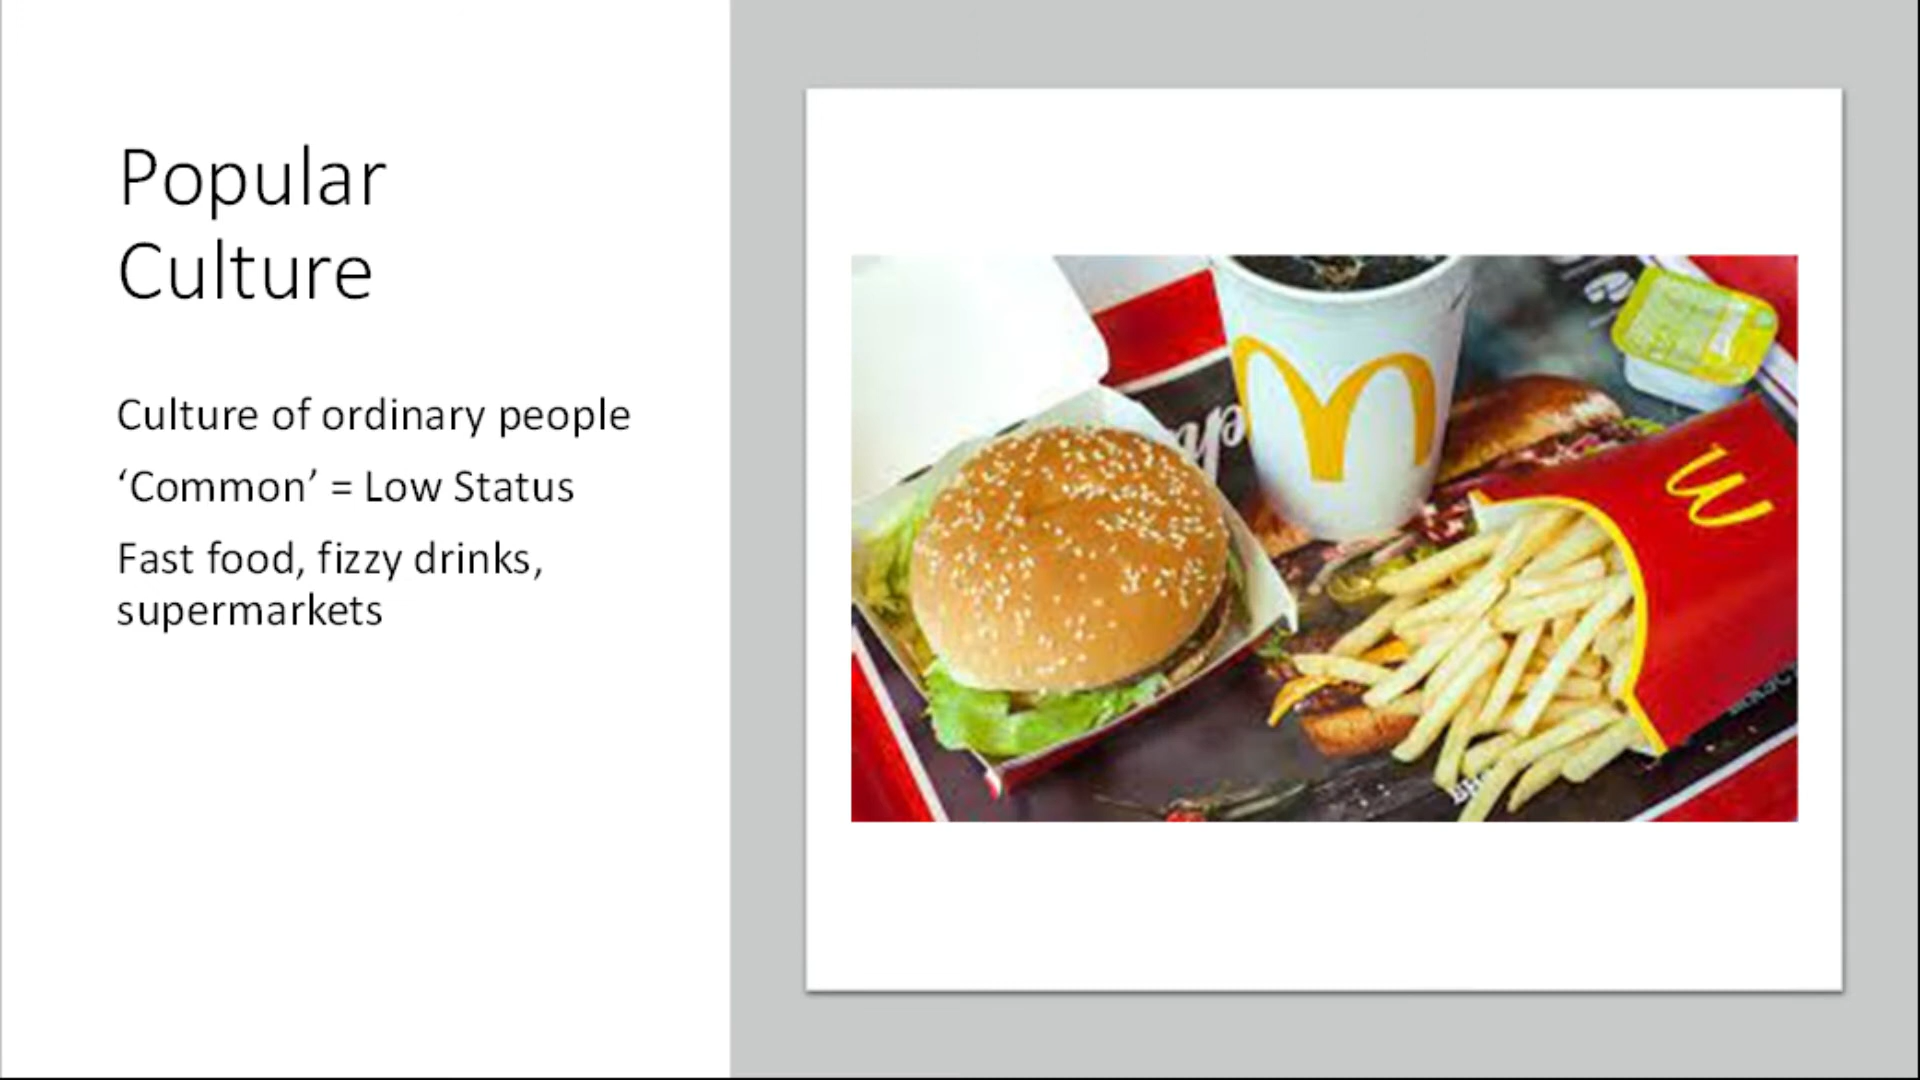 Popular
Culture
Culture of ordinary people
‘Common’ = Low Status
Fast food, fizzy drinks,
supermarkets